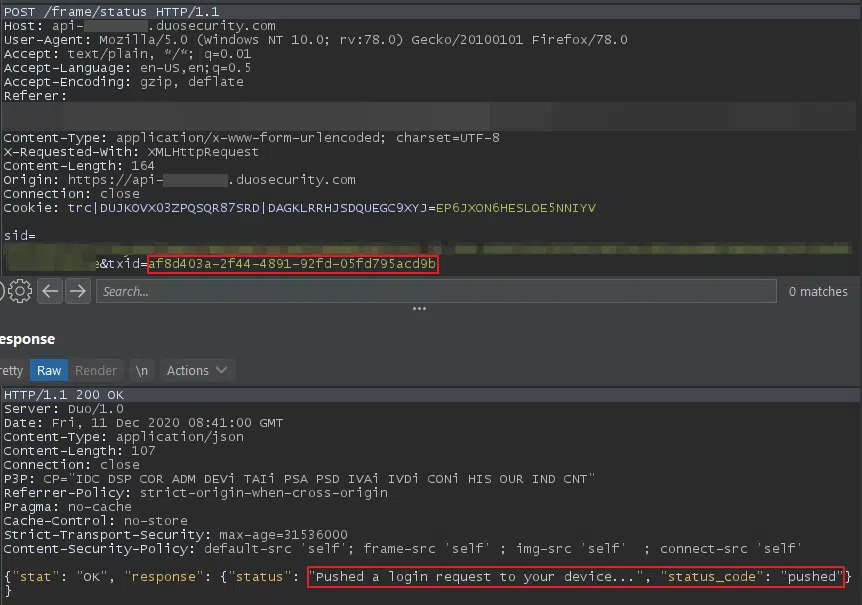 POST /frame/status HTTP/1.1
Host: api-.duosecurity.com
User-Agent: Mozilla/5.0 (Windows NT 10.0; rv:78.0) Gecko/20100101 Firefox/78.0
Accept: text/plain, */*; q=0.01
Accept-Language: en-US,en;q=0.5
Accept-Encoding: gzip, deflate
Referer:
Content-Type: application/x-www-form-urlencoded; charset=UTF-8
X-Requested-With: XMLHttpRequest
Content-Length: 164
Origin: https://api-.duosecurity.com
Connection: close
Cookie: trc|DUJKOVX03ZPQSQR87SRD|DAGKLRRHJSDQUEGC9XYJ=EP6JXON6HESLOE5NNIYV
sid=
e&txid=af8d403a-2f44-4891-92fd-05fd795acd9b
Search... 0 matches
esponse
retty Raw Render \n Actions
HTTP/1.1 200 OK
Server: Duo/1.0
Date: Fri, 11 Dec 2020 08:41:00 GMT
Content-Type: application/json
Content-Length: 107
Connection: close
P3P: CP="IDC DSP COR ADM DEVi TAIi PSA PSD IVAi IVDi CONi HIS OUR IND CNT"
Referrer-Policy: strict-origin-when-cross-origin
Pragma: no-cache
Cache-Control: no-store
Strict-Transport-Security: max-age=31536000
Content-Security-Policy: default-src 'self'; frame-src 'self' ; img-src 'self' ; connect-src 'self'
{"stat": "OK", "response": {"status": "Pushed a login request to your device...", "status_code": "pushed"}
}